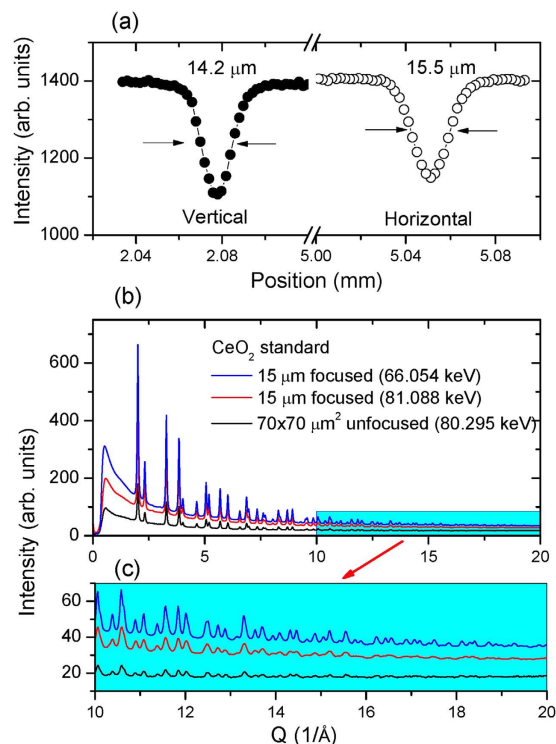 (a)
Intensity (arb. units)
1400
1200
1000
14.2 μm
15.5 μm
Vertical
Horizontal
2.04 2.08 5.00 5.04 5.08
Position (mm)
(b)
Intensity (arb. units)
600
400
200
0
CeO₂ standard
15 μm focused (66.054 keV)
15 μm focused (81.088 keV)
70x70 μm² unfocused (80.295 keV)
0 5 10 15 20
(c)
60
40
20
10 12 14 16 18 20
Q (1/Å)